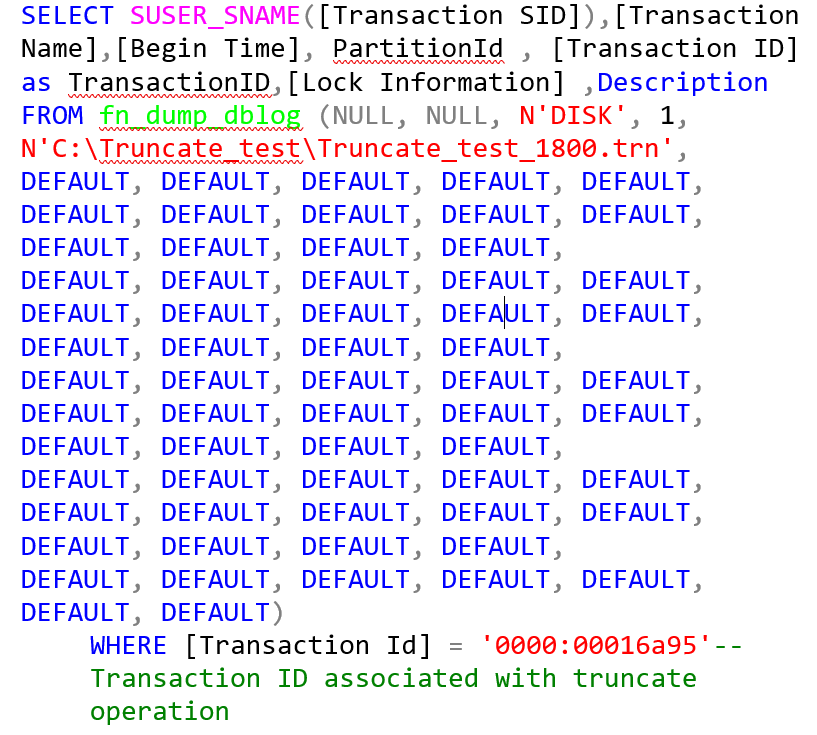 SELECT SUSER_SNAME([Transaction SID]),[Transaction
Name],[Begin Time], PartitionId , [Transaction ID]
as TransactionID,[Lock Information] ,Description
FROM fn_dump_dblog (NULL, NULL, N'DISK', 1,
N'C:\Truncate_test\Truncate_test_1800.trn',
DEFAULT, DEFAULT, DEFAULT, DEFAULT, DEFAULT,
DEFAULT, DEFAULT, DEFAULT, DEFAULT, DEFAULT,
DEFAULT, DEFAULT, DEFAULT, DEFAULT,
DEFAULT, DEFAULT, DEFAULT, DEFAULT, DEFAULT,
DEFAULT, DEFAULT, DEFAULT, DEFAULT, DEFAULT,
DEFAULT, DEFAULT, DEFAULT, DEFAULT,
DEFAULT, DEFAULT, DEFAULT, DEFAULT, DEFAULT,
DEFAULT, DEFAULT, DEFAULT, DEFAULT, DEFAULT,
DEFAULT, DEFAULT, DEFAULT, DEFAULT,
DEFAULT, DEFAULT, DEFAULT, DEFAULT, DEFAULT,
DEFAULT, DEFAULT, DEFAULT, DEFAULT, DEFAULT,
DEFAULT, DEFAULT, DEFAULT, DEFAULT,
DEFAULT, DEFAULT, DEFAULT, DEFAULT, DEFAULT,
DEFAULT, DEFAULT)
WHERE [Transaction Id] = '0000:00016a95'--
Transaction ID associated with truncate
operation